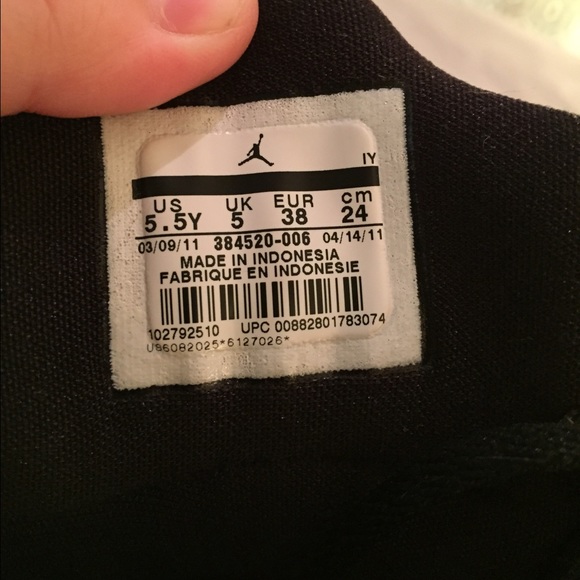 IY
US UK EUR cm
5.5Y 5 38 24
03/09/11 384520-006 04/14/11
MADE IN INDONESIA
FABRIQUE EN INDONESIE
102792510 UPC 00882801783074
US6082025*6127026*